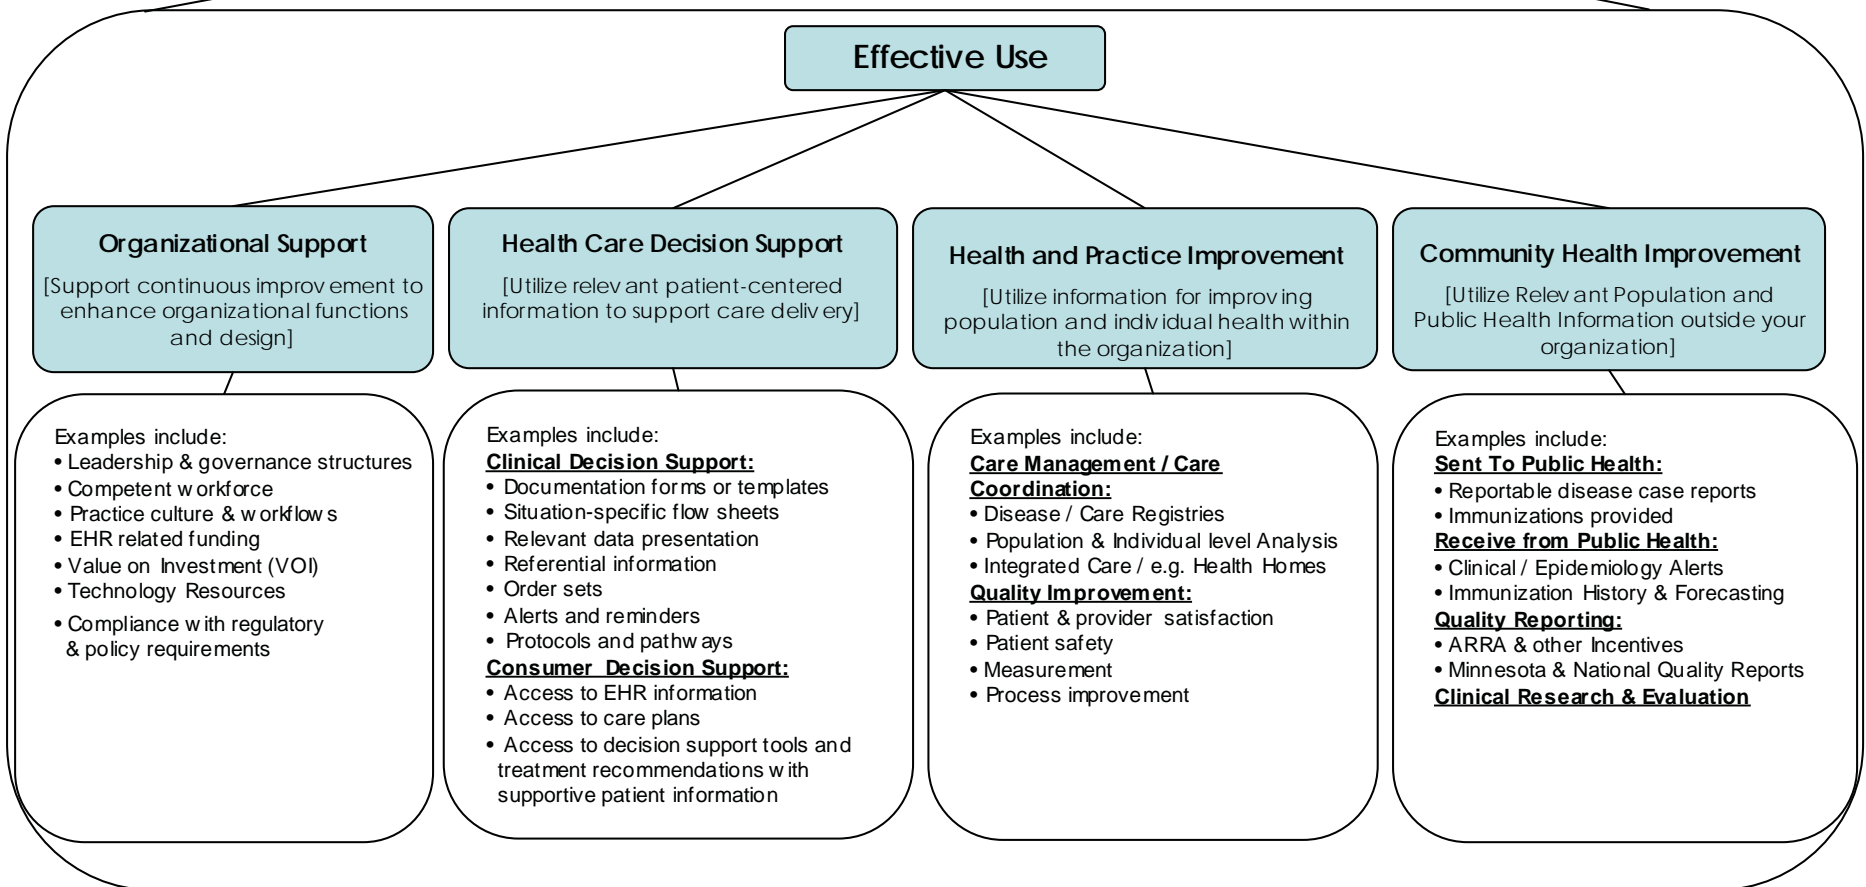 Effective Use
Organizational Support
[Support continuous improvement to
enhance organizational functions
and design]
Health Care Decision Support
[Utilize relevant patient-centered
information to support care delivery]
Health and Practice Improvement
[Utilize information for improving
population and individual health within
the organization]
Community Health Improvement
[Utilize Relevant Population and
Public Health Information outside your
organization]
Examples include:
• Leadership & governance structures
• Competent workforce
• Practice culture & workflows
• EHR related funding
• Value on Investment (VOI)
• Technology Resources
• Compliance with regulatory
& policy requirements
Examples include:
Clinical Decision Support:
• Documentation forms or templates
• Situation-specific flow sheets
• Relevant data presentation
• Referential information
• Order sets
• Alerts and reminders
• Protocols and pathways
Consumer Decision Support:
• Access to EHR information
• Access to care plans
• Access to decision support tools and
treatment recommendations with
supportive patient information
Examples include:
Care Management / Care
Coordination:
• Disease / Care Registries
• Population & Individual level Analysis
• Integrated Care / e.g. Health Homes
Quality Improvement:
• Patient & provider satisfaction
• Patient safety
• Measurement
• Process improvement
Examples include:
Sent To Public Health:
• Reportable disease case reports
• Immunizations provided
Receive from Public Health:
• Clinical / Epidemiology Alerts
• Immunization History & Forecasting
Quality Reporting:
• ARRA & other Incentives
• Minnesota & National Quality Reports
Clinical Research & Evaluation